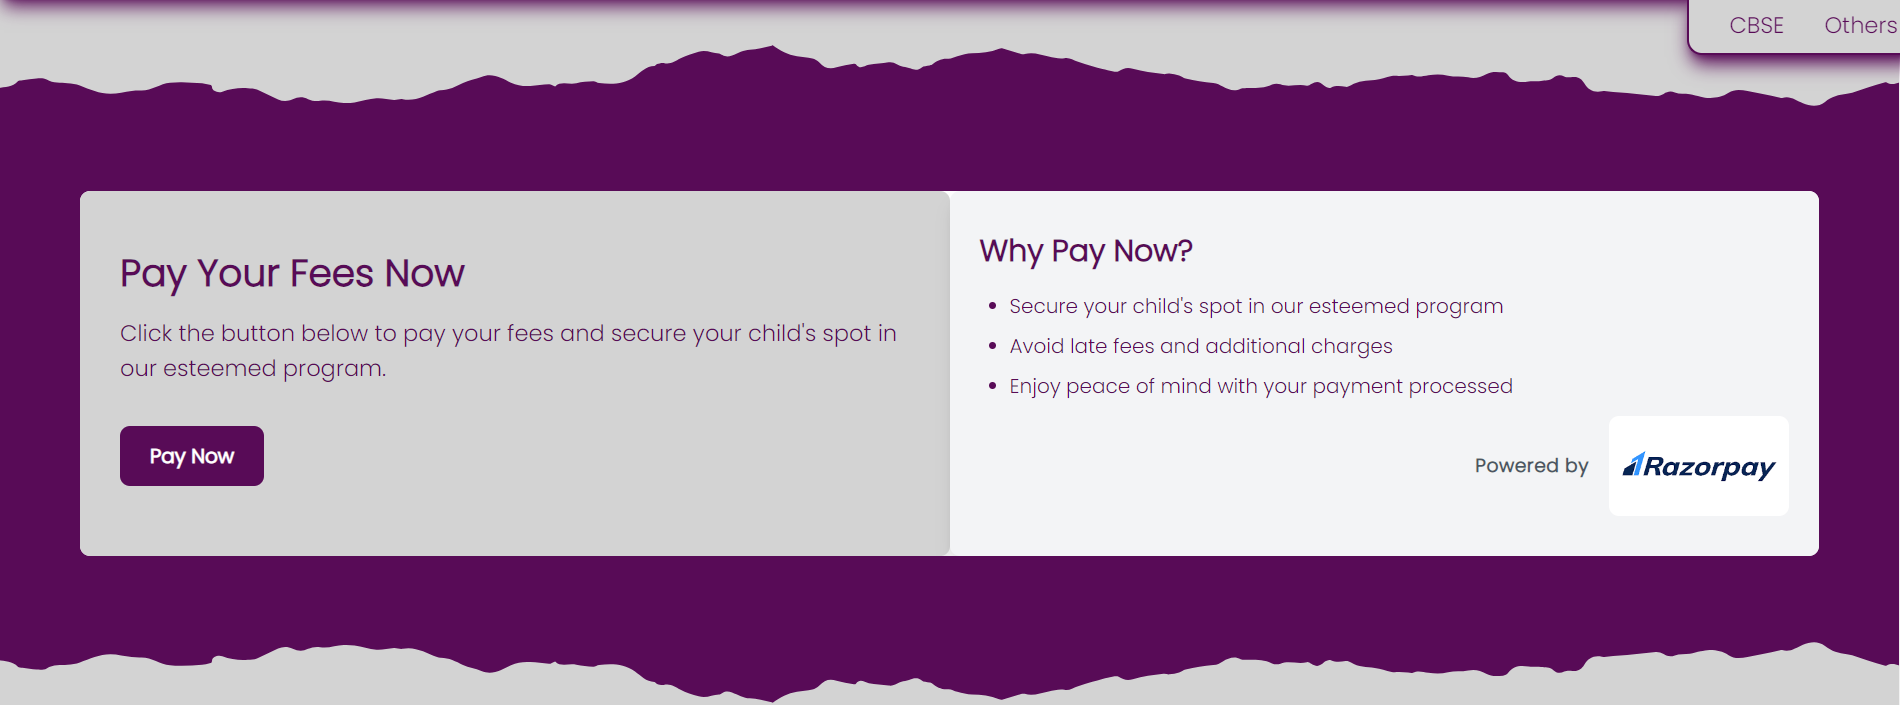 CBSE Others
Pay Your Fees Now
Click the button below to pay your fees and secure your child's spot in
our esteemed program.
Pay Now
Why Pay Now?
Secure your child's spot in our esteemed program
Avoid late fees and additional charges
Enjoy peace of mind with your payment processed
Powered by
Razorpay